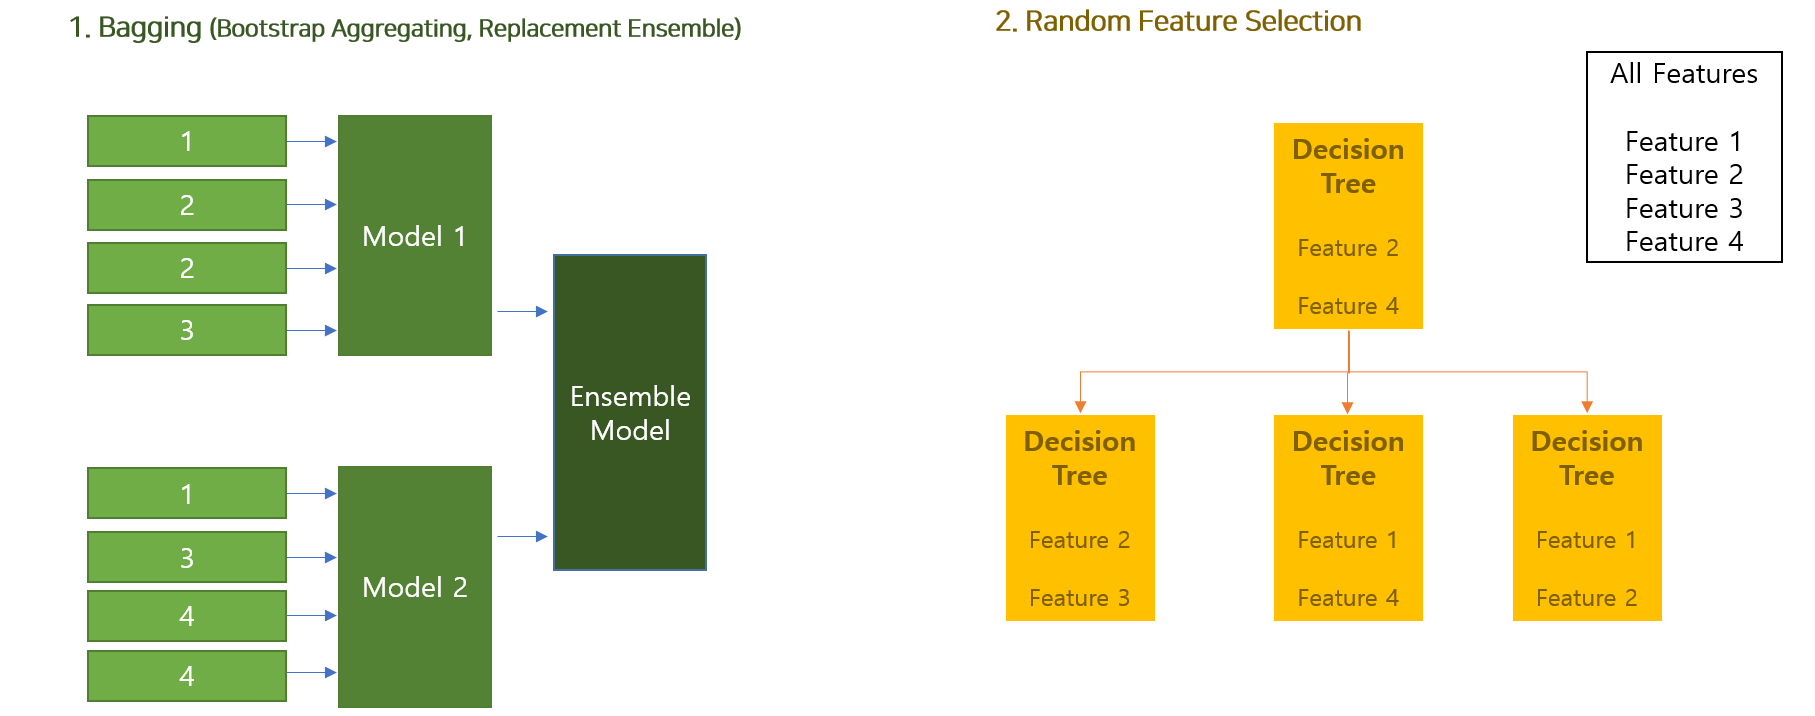 1. Bagging (Bootstrap Aggregating, Replacement Ensemble)
1
2
2
3
Model 1
1
3
4
4
Model 2
Ensemble
Model
2. Random Feature Selection
All Features
Feature 1
Feature 2
Feature 3
Feature 4
Decision
Tree
Feature 2
Feature 4
Decision
Tree
Feature 2
Feature 3
Decision
Tree
Feature 1
Feature 4
Decision
Tree
Feature 1
Feature 2